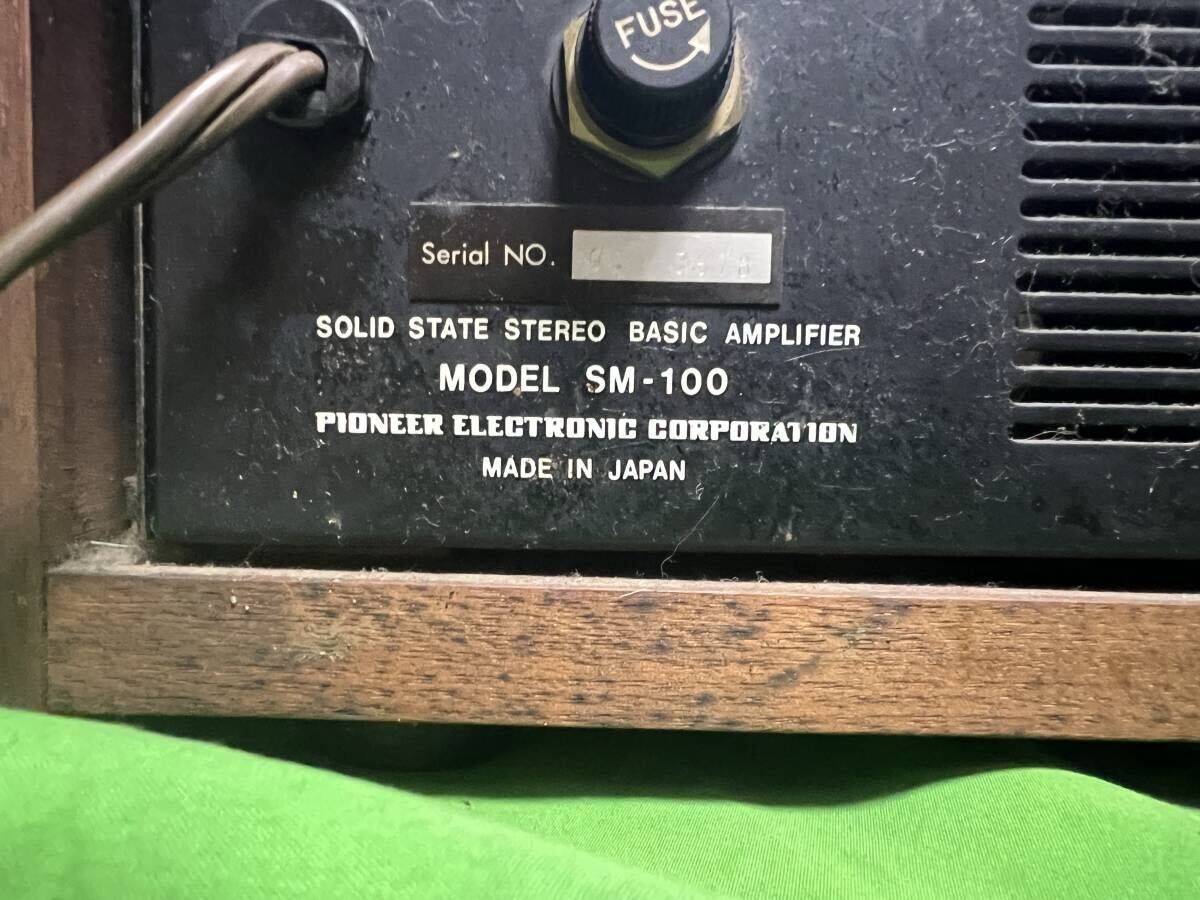 FUSE
Serial NO.
SOLID STATE STEREO BASIC AMPLIFIER
MODEL SM-100
PIONEER ELECTRONIC CORPORATION
MADE IN JAPAN